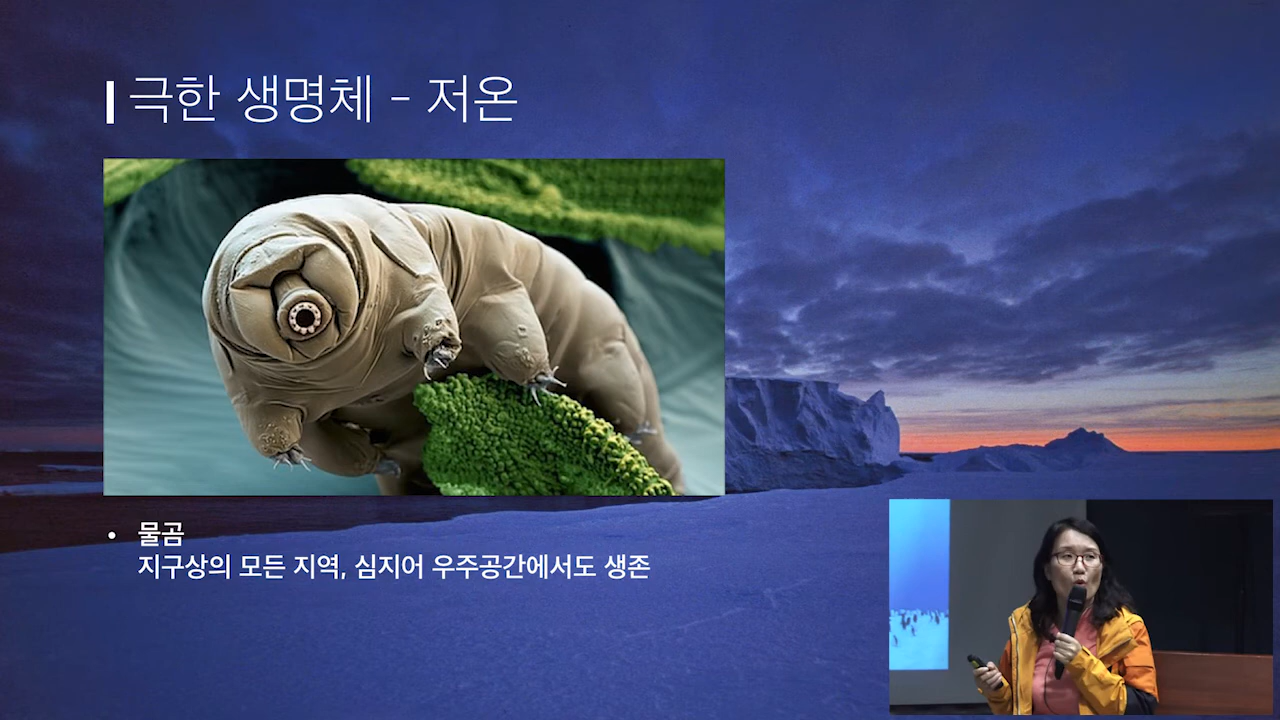 극한 생명체 - 저온
• 물곰
지구상의 모든 지역, 심지어 우주공간에서도 생존